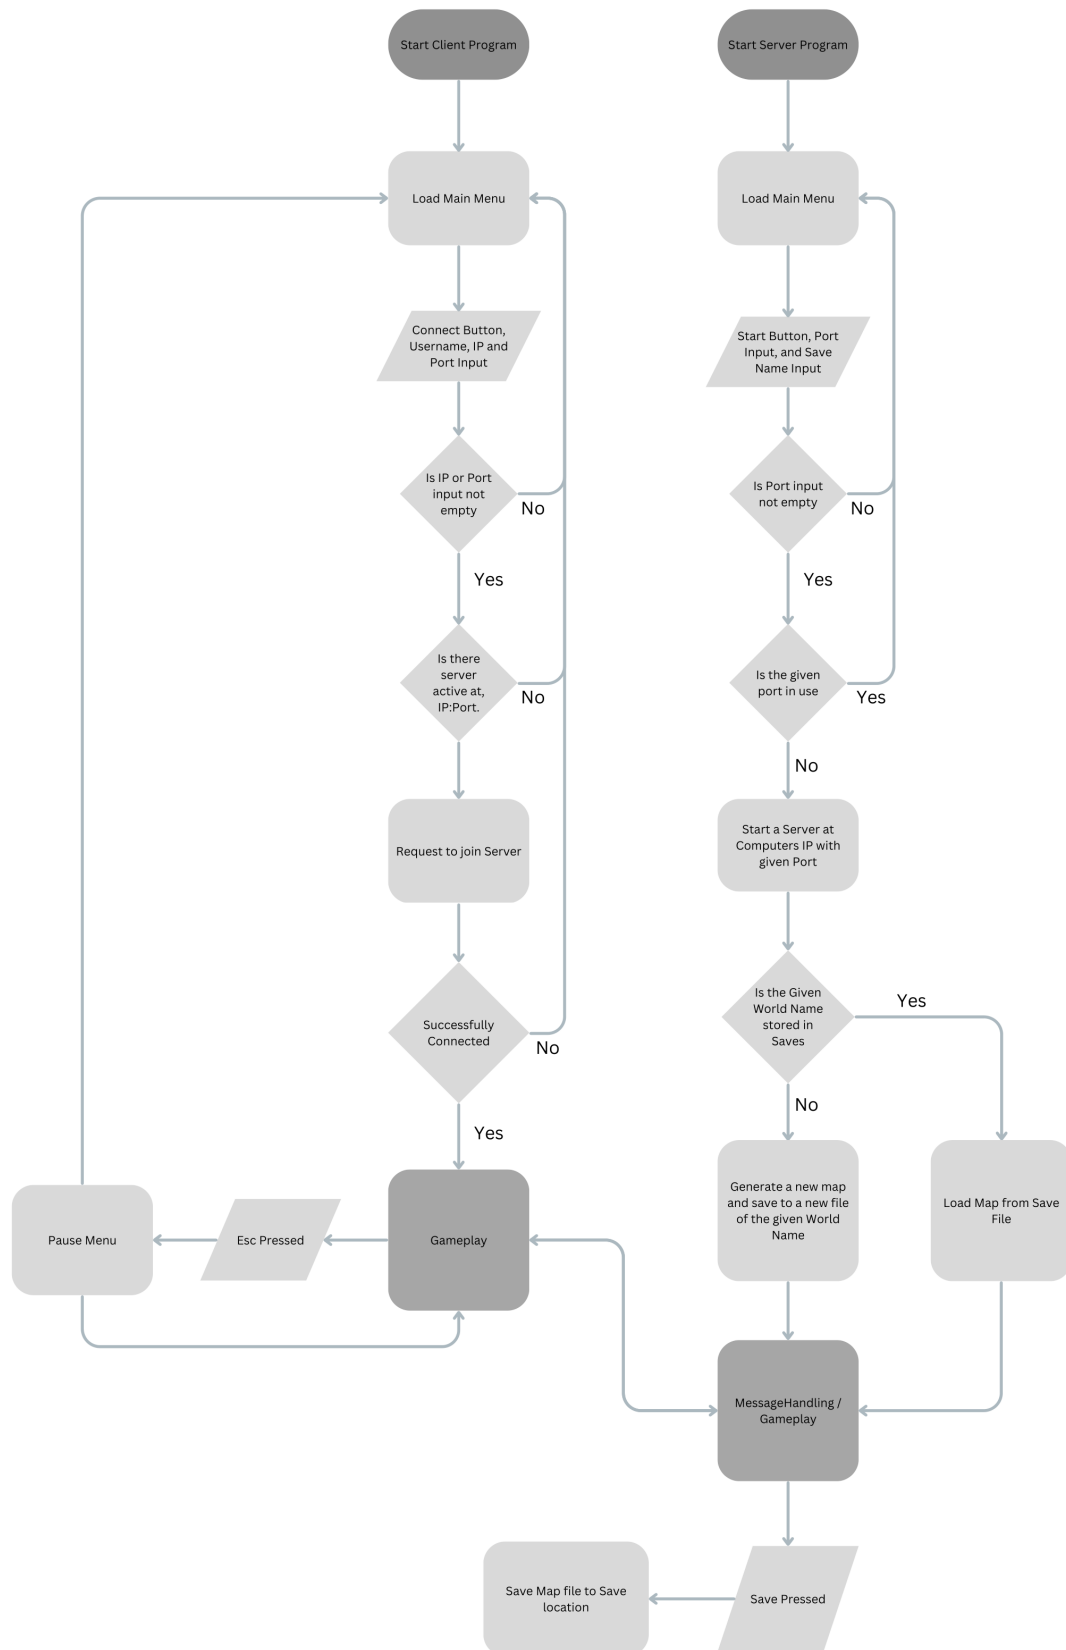 Start Client Program
Start Server Program
Load Main Menu
Load Main Menu
Connect Button,
Username, IP and
Port Input
Start Button, Port
Input, and Save
Name Input
Is IP or Port
input not
empty
No
Is Port input
not empty
No
Yes
Yes
Is there
server
active at,
IP:Port.
No
Is the given
port in use
Yes
No
Request to join Server
Start a Server at
Computers IP with
given Port
Successfully
Connected
No
Is the Given
World Name
stored in
Saves
Yes
No
Yes
Pause Menu
Esc Pressed
Gameplay
Generate a new map
and save to a new file
of the given World
Name
Load Map from Save
File
MessageHandling /
Gameplay
Save Map file to Save
location
Save Pressed